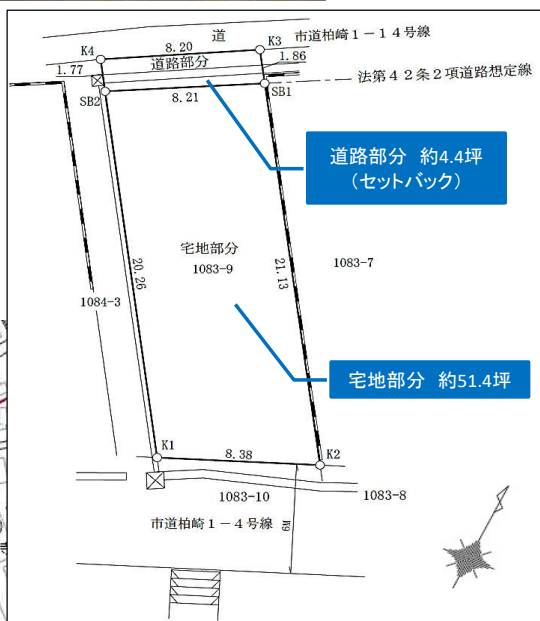 道
市道柏崎1-14号線
K4
8.20
K3
1.77
道路部分
1.86
法第42条2項道路想定線
SB2
8.21
SB1
道路部分 約4.4坪
(セットバック)
宅地部分
1083-9
20.26
21.13
1083-7
1084-3
宅地部分 約51.4坪
K1
8.38
K2
1083-10
1083-8
市道柏崎1-4号線
6M